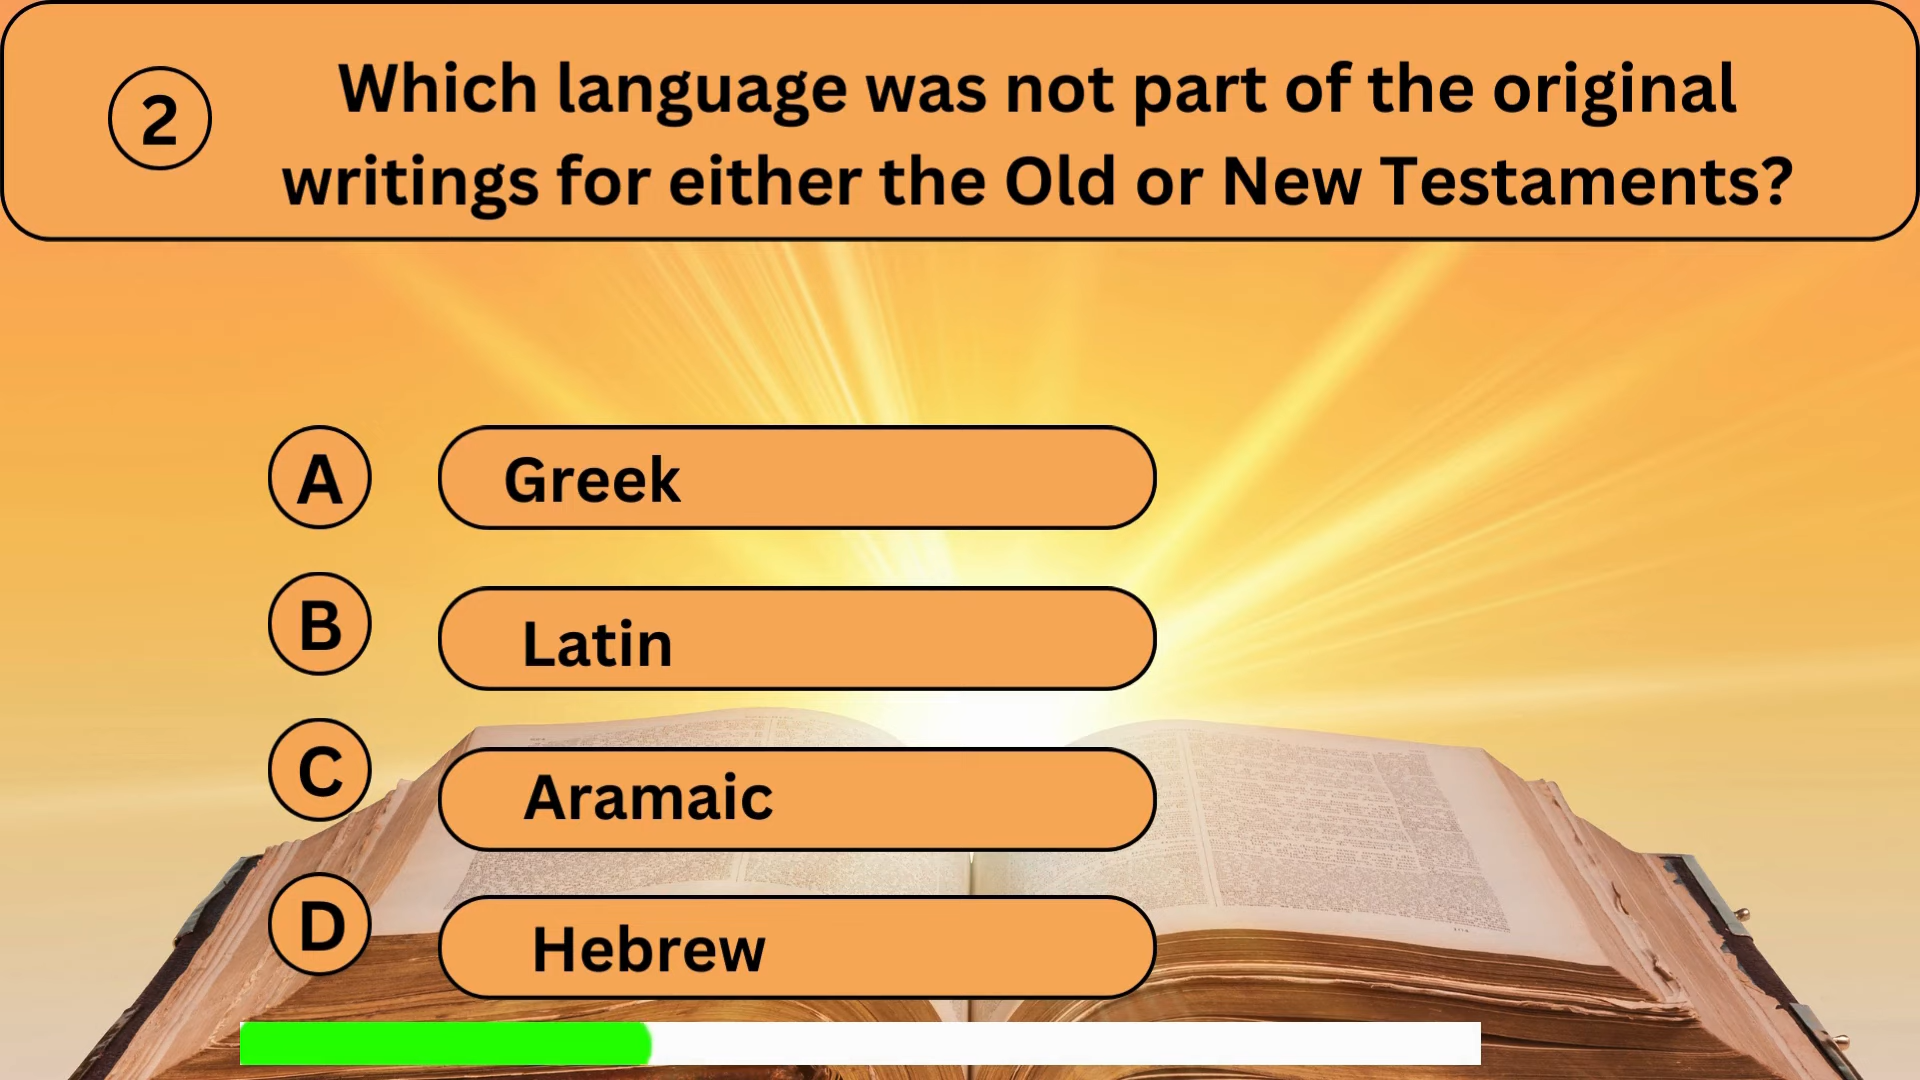 2
Which language was not part of the original
writings for either the Old or New Testaments?
A Greek
B Latin
C Aramaic
D Hebrew